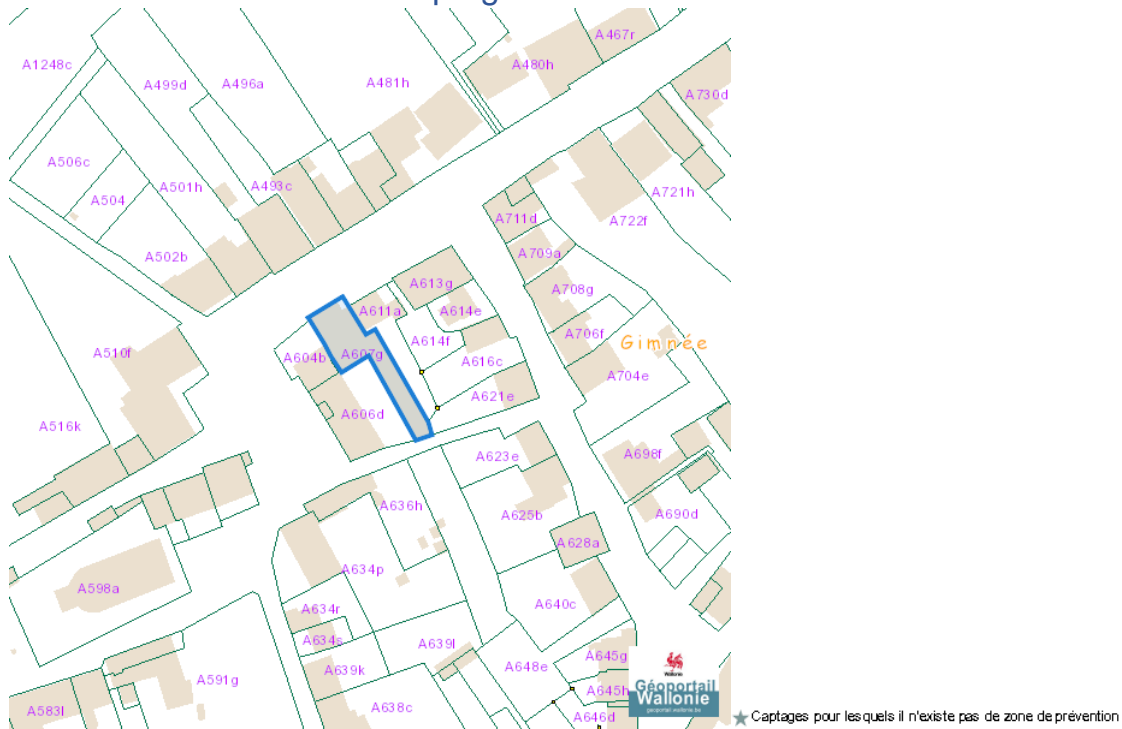 A467r
A1248c
A480h
A499d
A496a
A481h
A730d
A506c
A501h
A493c
A721h
A504
A711d
A722f
A709a
A502b
A613g
A708g
A611a
A614e
A706f
Gimnée
A614f
A510f
A604b
A607g
A616c
A704e
A621e
A606d
A516k
A623e
A698f
A636h
A625b
A690d
A628a
A634p
A598a
A640c
A634r
A634s
A639l
A645g
A648e
A639k
A591g
A645h
A638c
A583l
A646d
Wallonie
Géoportail
Wallonie
geoportail.wallonie.be
Captages pour lesquels il n'existe pas de zone de prévention